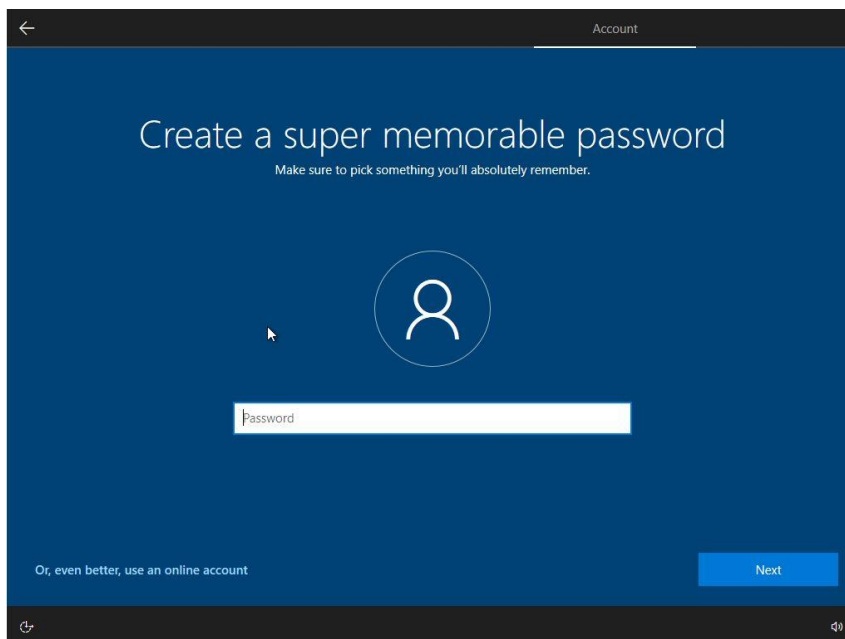 Account
Create a super memorable password
Make sure to pick something you'll absolutely remember.
Password
Or, even better, use an online account
Next